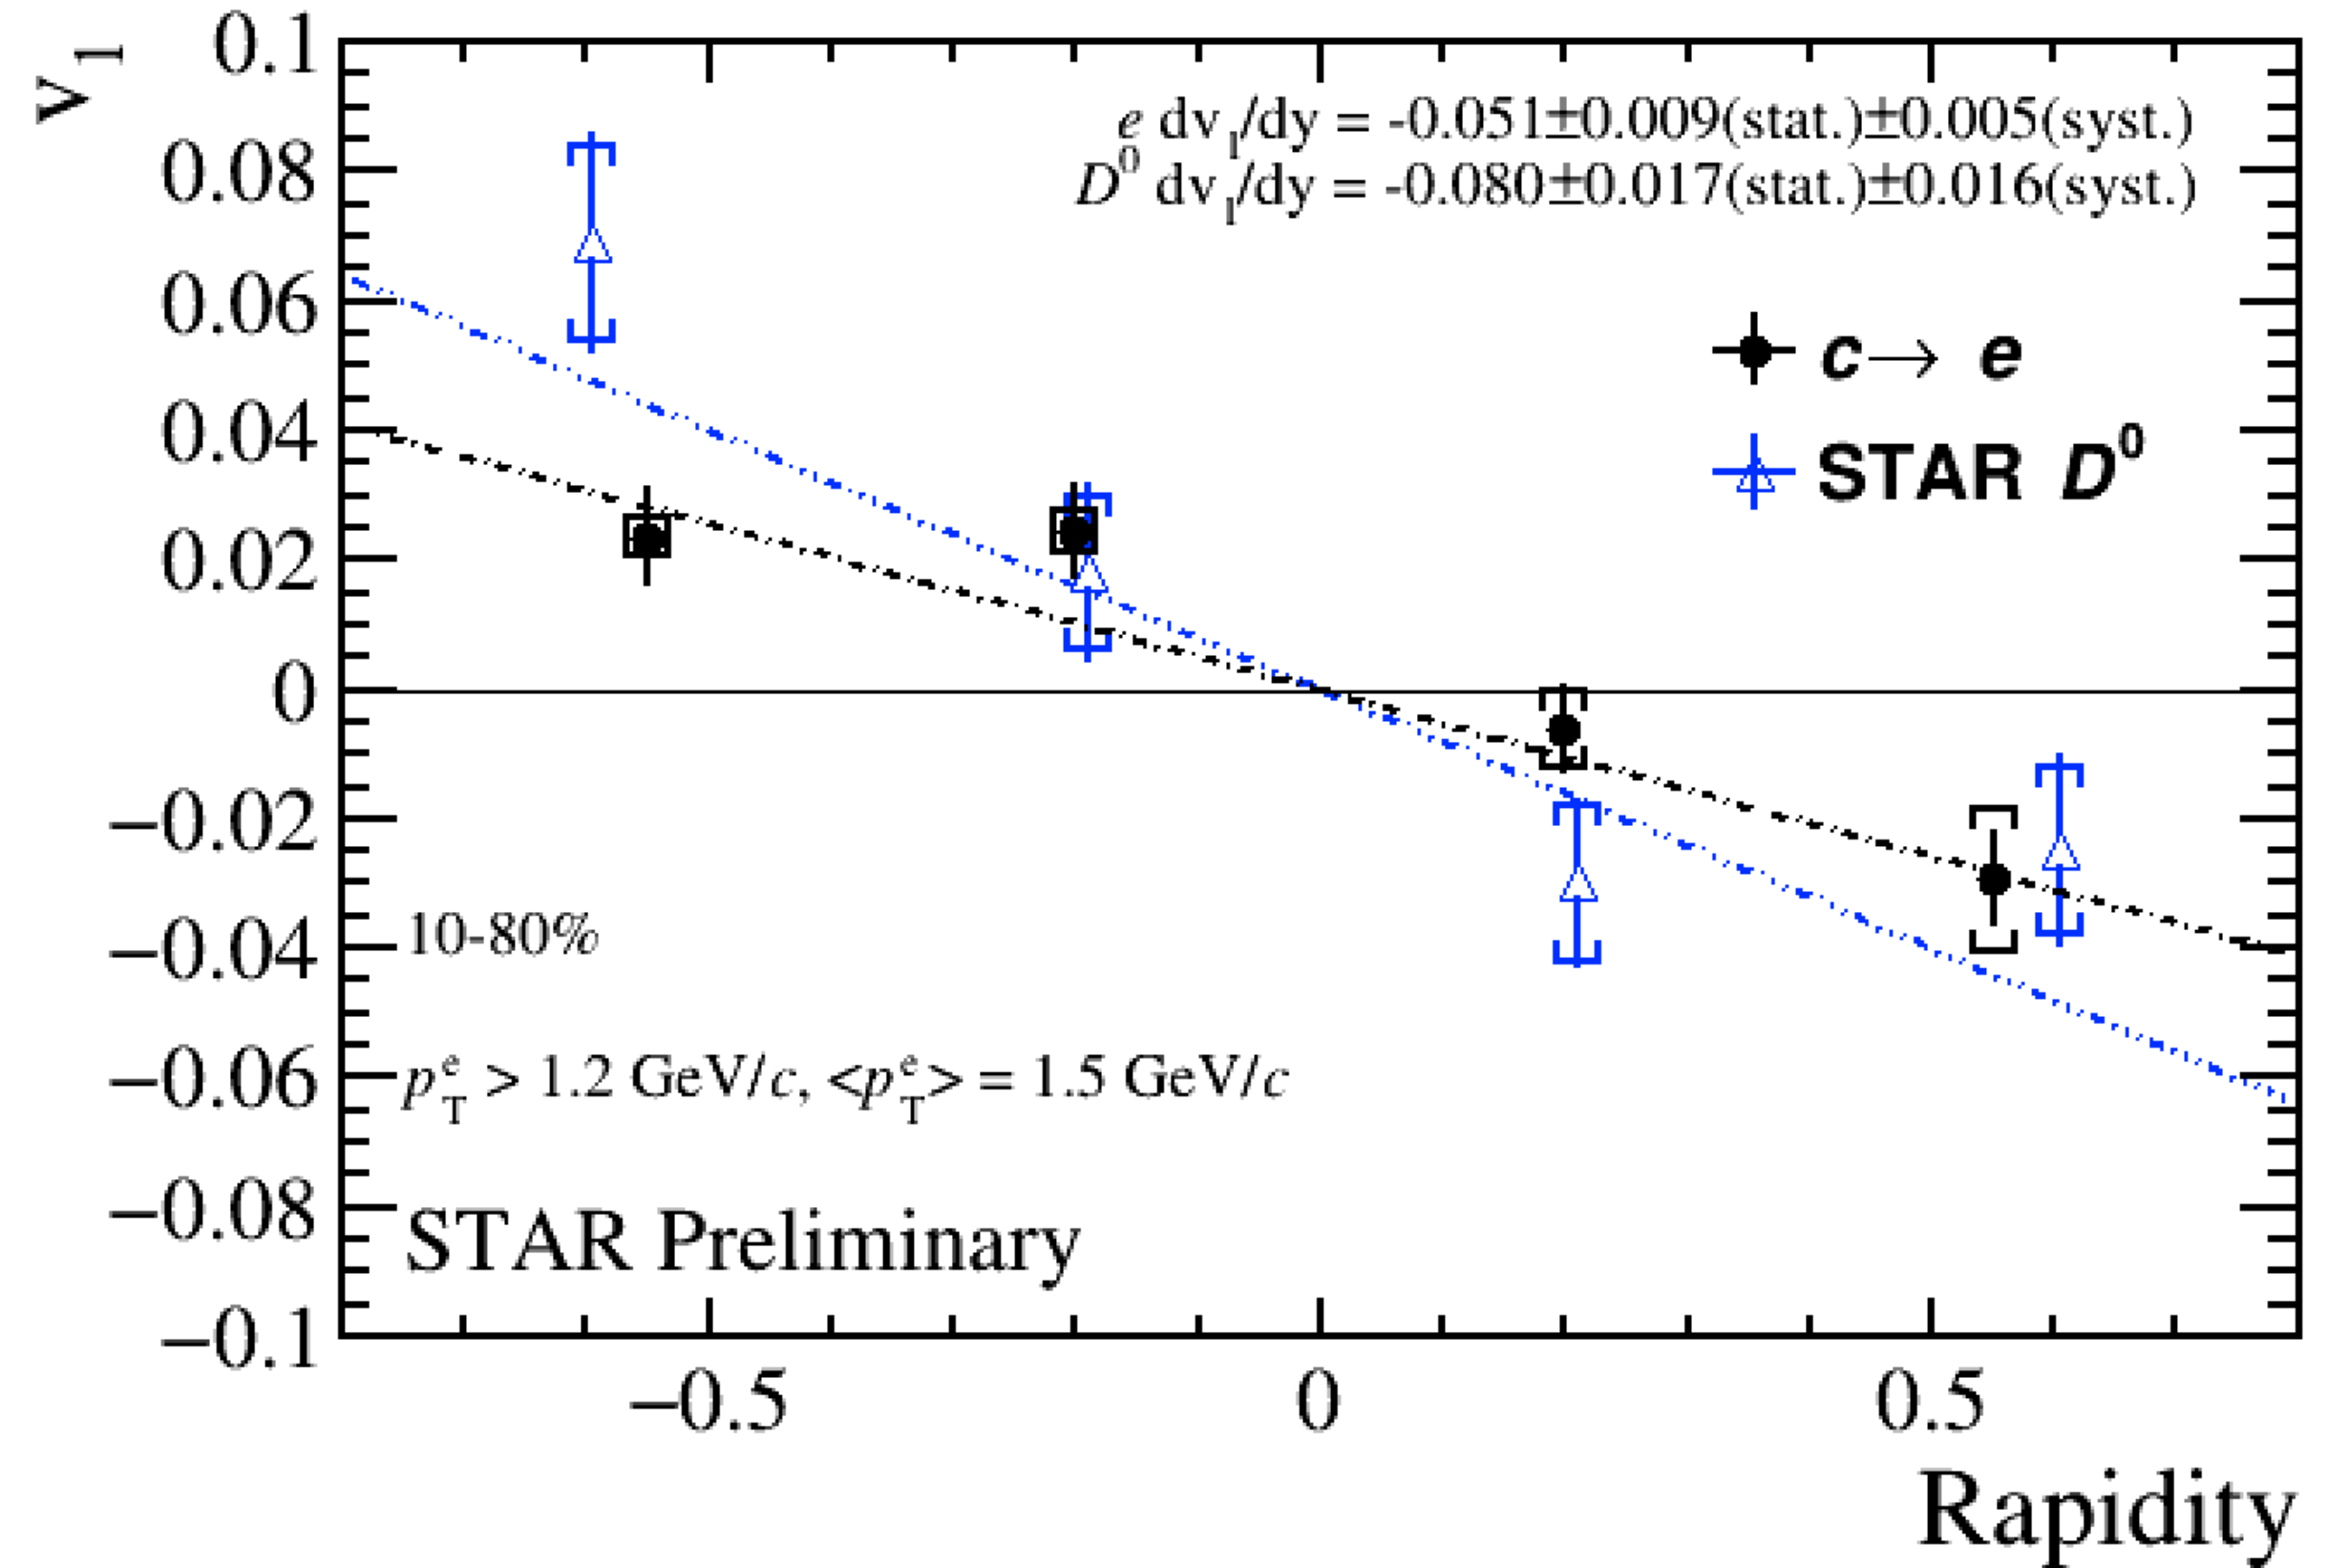 v₁
0.1
0.08
0.06
0.04
0.02
0
−0.02
−0.04
−0.06
−0.08
−0.1
e dv₁/dy = -0.051±0.009(stat.)±0.005(syst.)
D⁰ dv₁/dy = -0.080±0.017(stat.)±0.016(syst.)
c→ e
STAR D⁰
10-80%
pᵉ_T > 1.2 GeV/c, <pᵉ_T> = 1.5 GeV/c
STAR Preliminary
−0.5 0 0.5
Rapidity